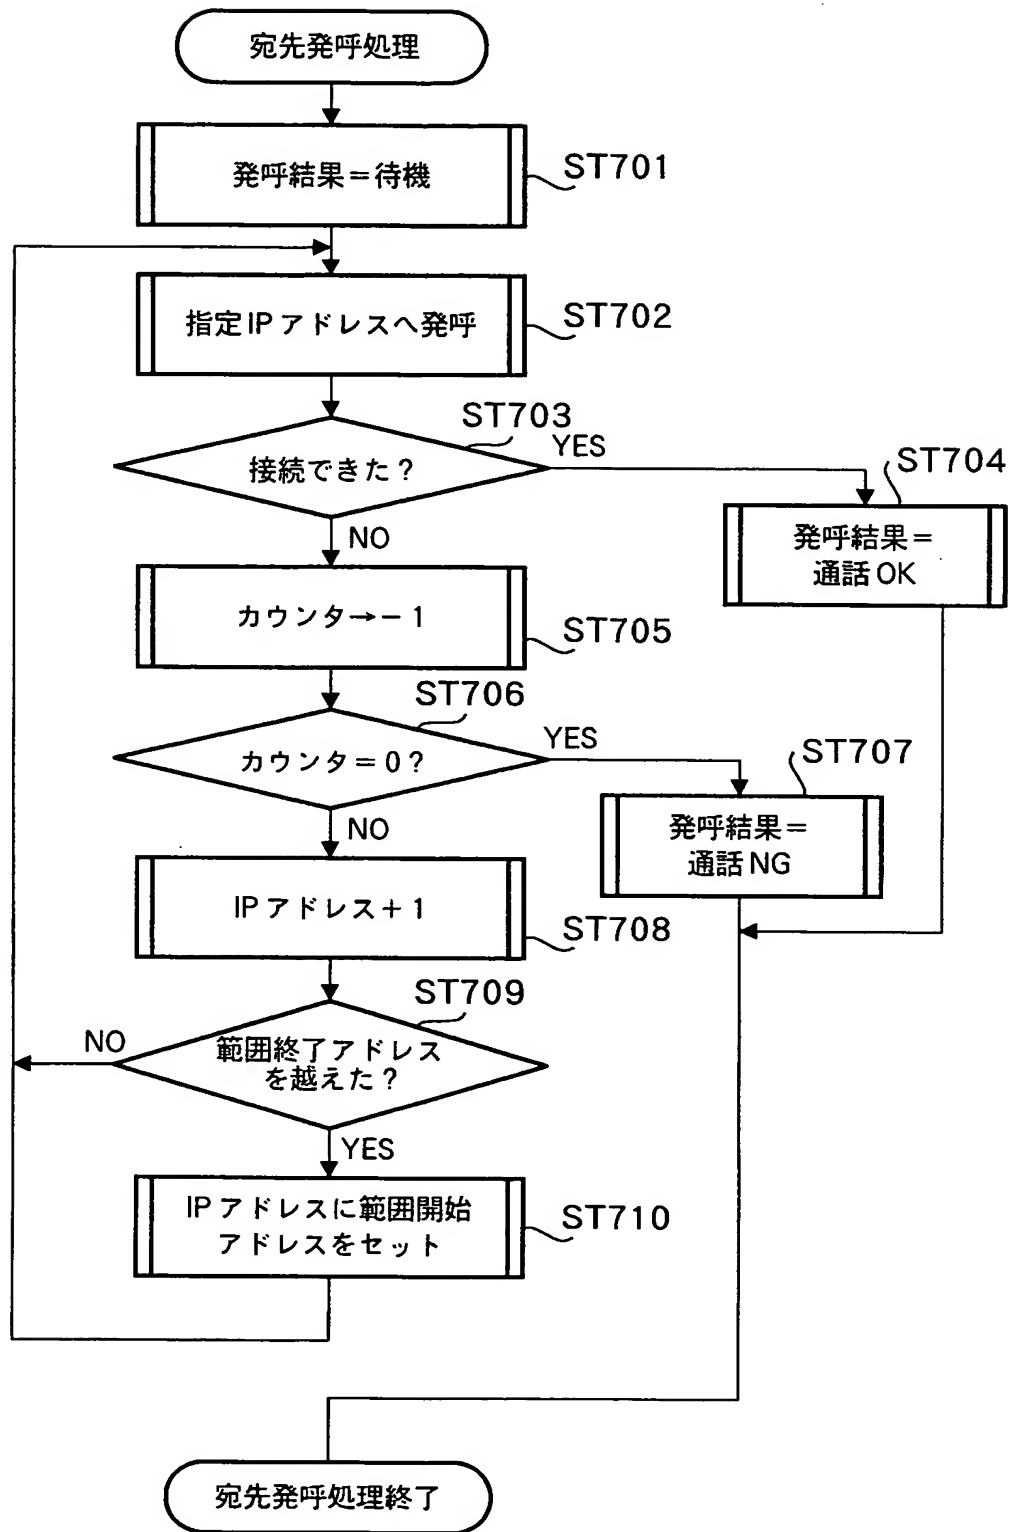 宛先発呼処理
発呼結果＝待機
ST701
指定IPアドレスへ発呼
ST702
ST703
接続できた？
YES
NO
ST704
発呼結果＝
通話OK
カウンタ→－1
ST705
ST706
カウンタ＝0？
YES
NO
ST707
発呼結果＝
通話NG
IPアドレス＋1
ST708
ST709
範囲終了アドレス
を越えた？
NO
YES
IPアドレスに範囲開始
アドレスをセット
ST710
宛先発呼処理終了